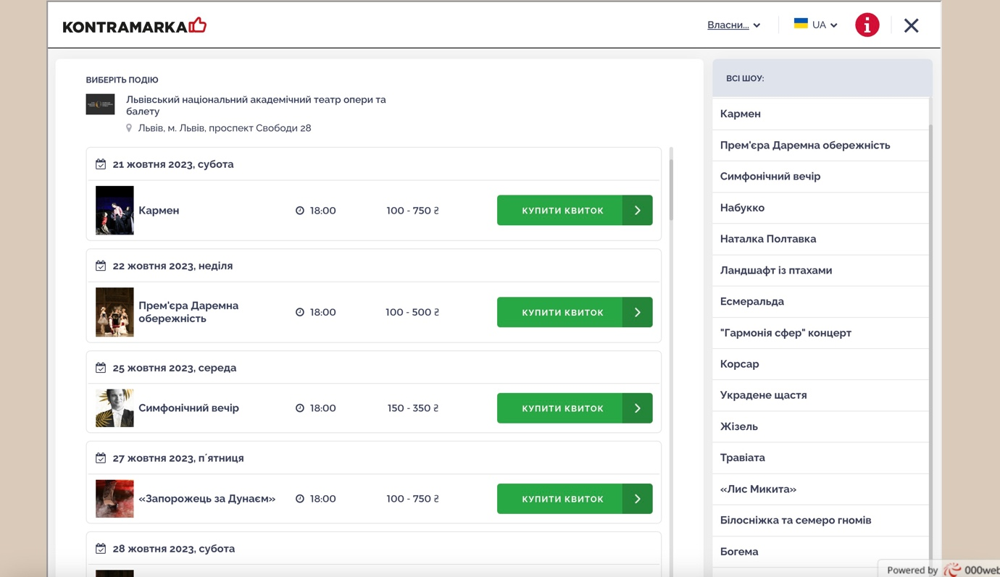 KONTRAMARKA
Власни...
UA
ВИБЕРІТЬ ПОДІЮ
Львівський національний академічний театр опери та
балету
Львів, м. Львів, проспект Свободи 28
21 жовтня 2023, субота
Кармен
18:00
100 - 750 ₴
КУПИТИ КВИТОК
22 жовтня 2023, неділя
Прем'єра Даремна
обережність
18:00
100 - 500 ₴
КУПИТИ КВИТОК
25 жовтня 2023, середа
Симфонічний вечір
18:00
150 - 350 ₴
КУПИТИ КВИТОК
27 жовтня 2023, п´ятниця
«Запорожець за Дунаєм»
18:00
100 - 750 ₴
КУПИТИ КВИТОК
28 жовтня 2023, субота
ВСІ ШОУ:
Кармен
Прем'єра Даремна обережність
Симфонічний вечір
Набукко
Наталка Полтавка
Ландшафт із птахами
Есмеральда
"Гармонія сфер" концерт
Корсар
Украдене щастя
Жізель
Травіата
«Лис Микита»
Білосніжка та семеро гномів
Богема
Powered by 000web